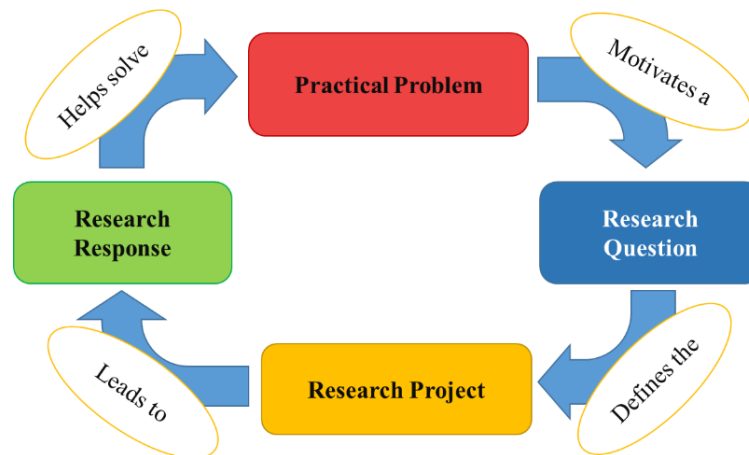 Practical Problem
Motivates a
Research
Question
Defines the
Research Project
Leads to
Research
Response
Helps solve